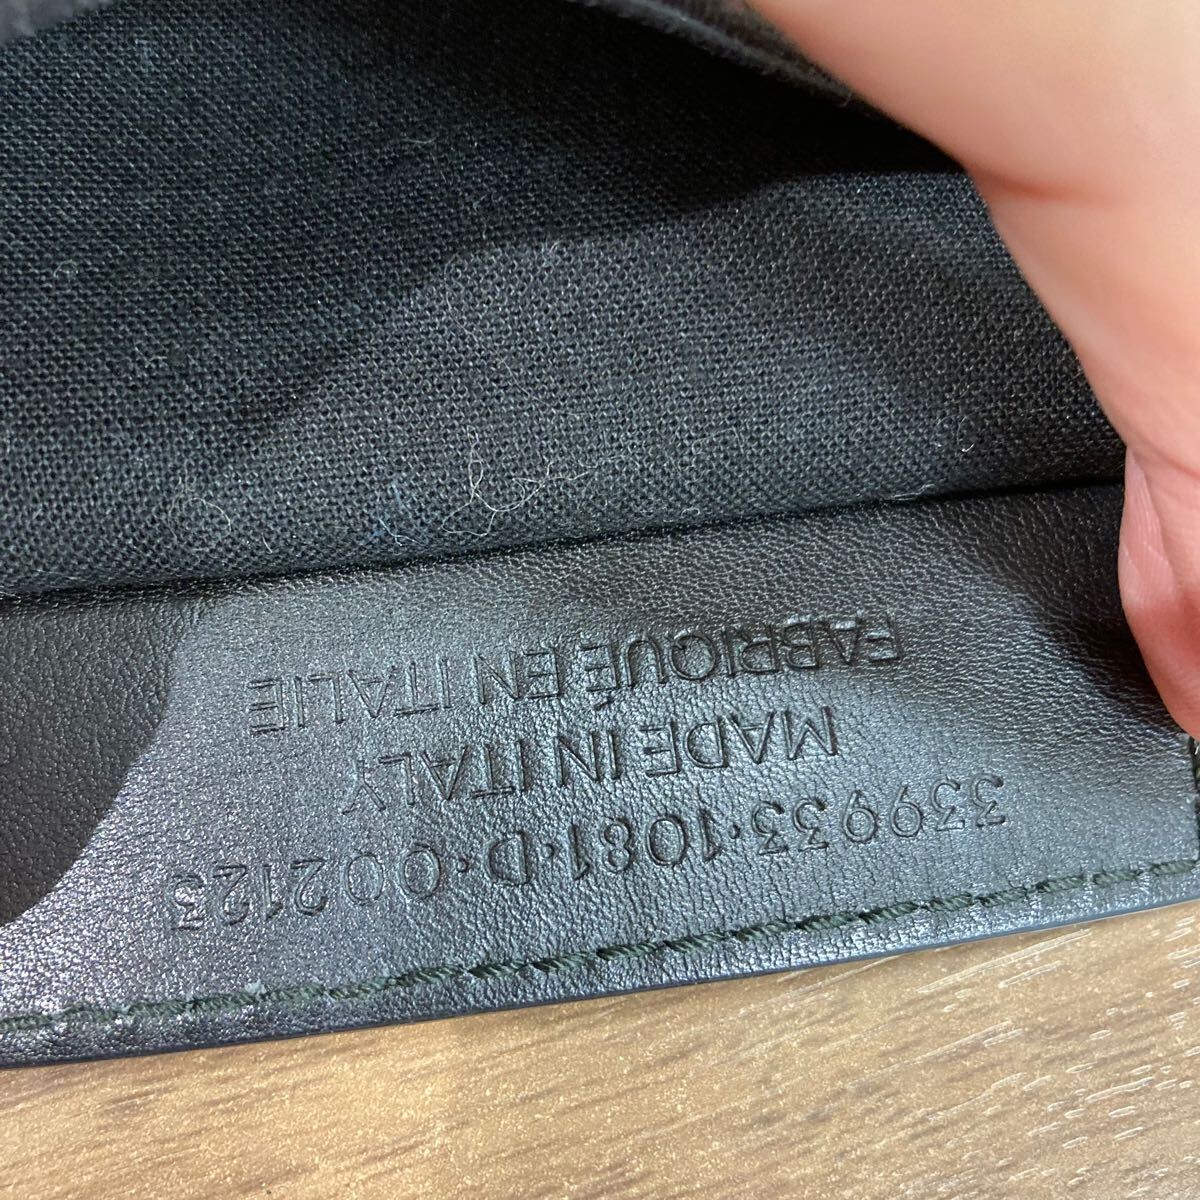 339933·1081·D·002123
MADE IN ITALY
FABRIQUÉ EN ITALIE